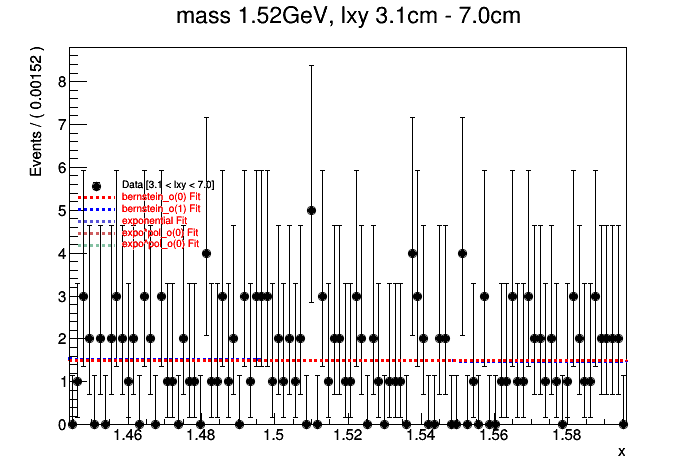 mass 1.52GeV, lxy 3.1cm - 7.0cm
Events / ( 0.00152 )
8
7
6
5
4
3
2
1
0
Data [3.1 < lxy < 7.0]
bernstein_o(0) Fit
bernstein_o(1) Fit
exponential Fit
expo*pol_o(0) Fit
expo*pol_o(0) Fit
1.46 1.48 1.5 1.52 1.54 1.56 1.58
x